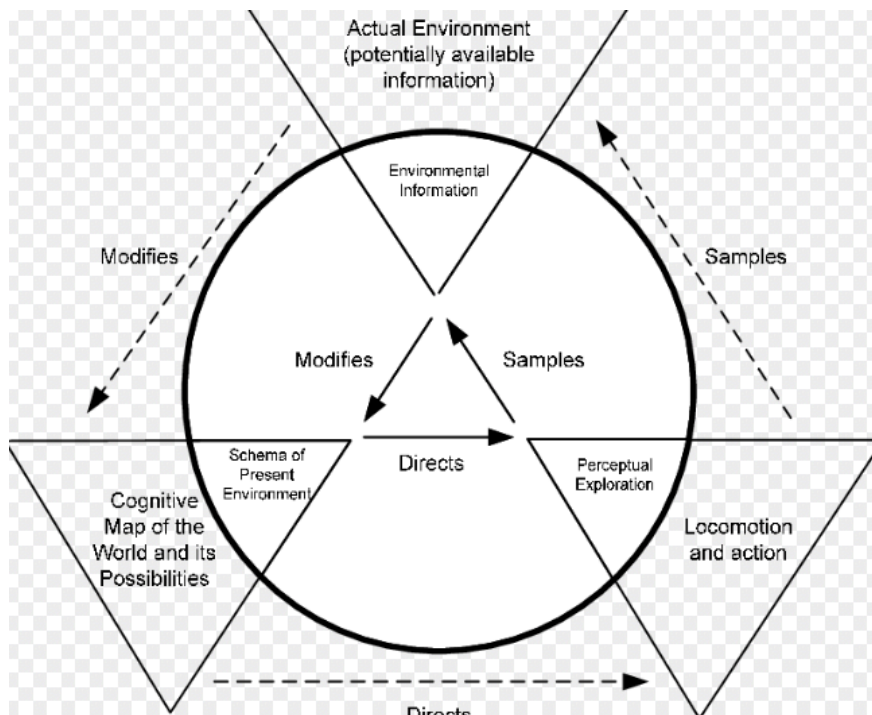 Actual Environment
(potentially available
information)
Environmental
Information
Modifies
Samples
Modifies
Samples
Directs
Schema of
Present
Environment
Perceptual
Exploration
Cognitive
Map of the
World and its
Possibilities
Locomotion
and action
Directs